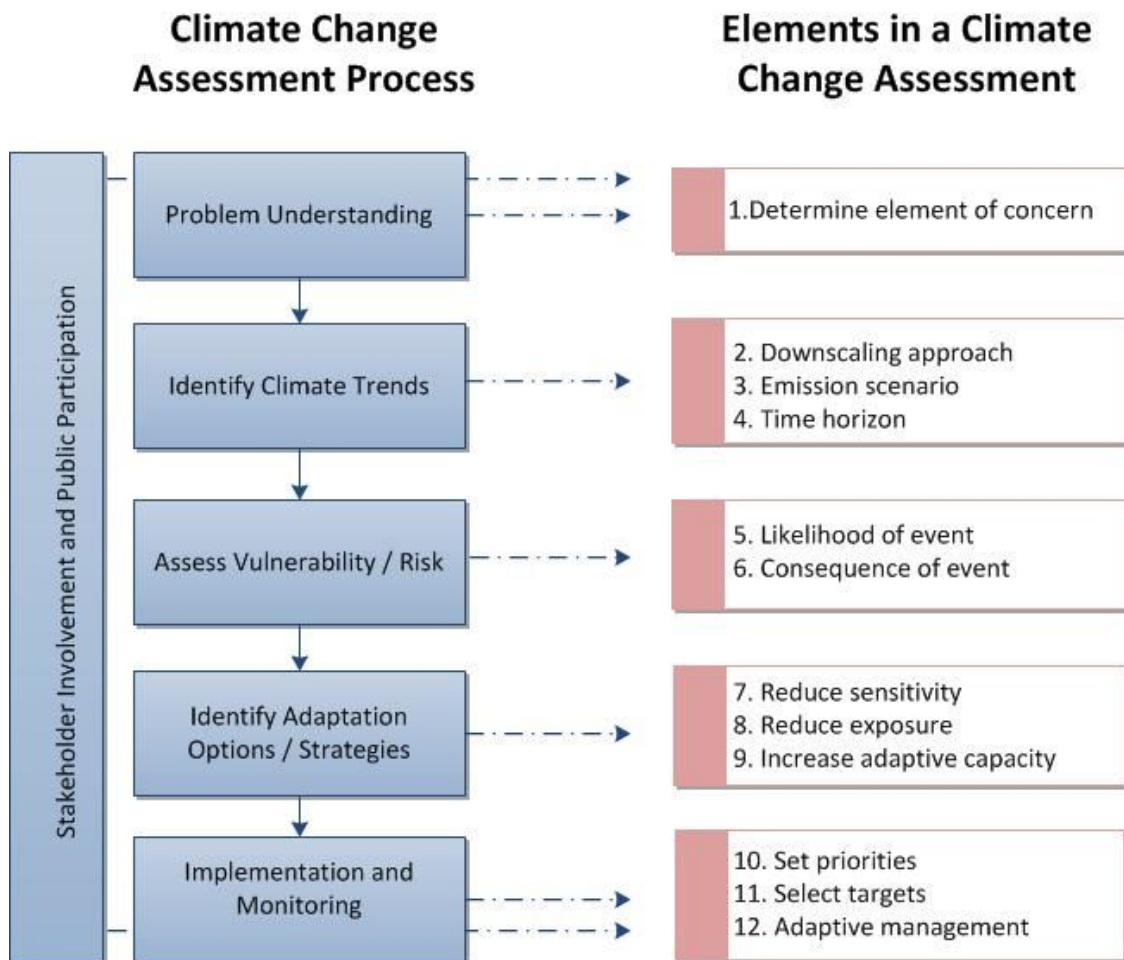 Climate Change
Assessment Process
Elements in a Climate
Change Assessment
Stakeholder Involvement and Public Participation
Problem Understanding
1.Determine element of concern
Identify Climate Trends
2. Downscaling approach
3. Emission scenario
4. Time horizon
Assess Vulnerability / Risk
5. Likelihood of event
6. Consequence of event
Identify Adaptation
Options / Strategies
7. Reduce sensitivity
8. Reduce exposure
9. Increase adaptive capacity
Implementation and
Monitoring
10. Set priorities
11. Select targets
12. Adaptive management